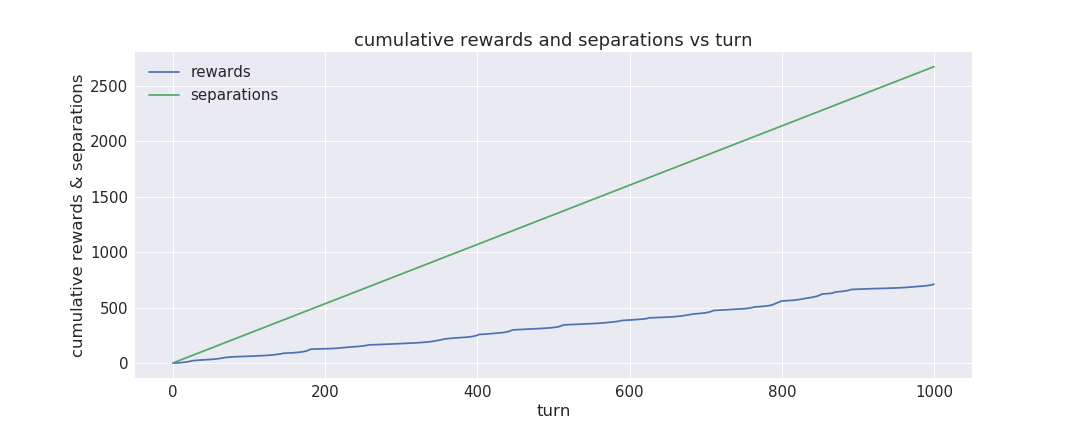 cumulative rewards and separations vs turn
rewards
separations
cumulative rewards & separations
2500
2000
1500
1000
500
0
0 200 400 600 800 1000
turn